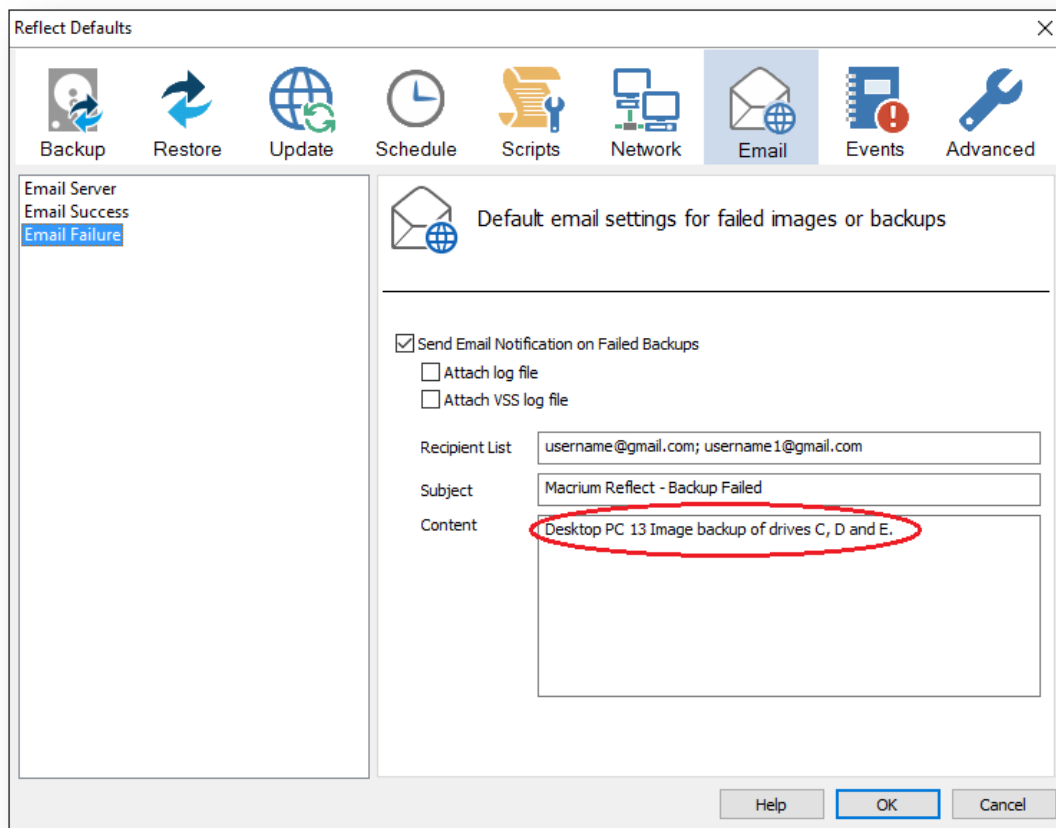 Reflect Defaults
Backup Restore Update Schedule Scripts Network Email Events Advanced
Email Server
Email Success
Email Failure
Default email settings for failed images or backups
Send Email Notification on Failed Backups
Attach log file
Attach VSS log file
Recipient List username@gmail.com; username1@gmail.com
Subject Macrium Reflect - Backup Failed
Content Desktop PC 13 Image backup of drives C, D and E.
Help OK Cancel